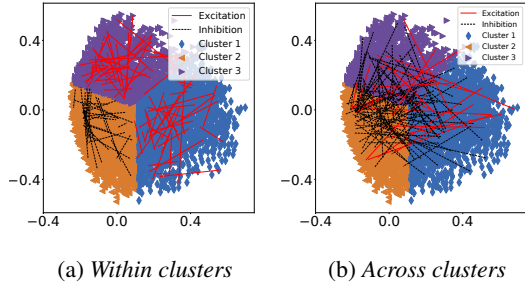 Excitation
Inhibition
Cluster 1
Cluster 2
Cluster 3
0.4
0.0
−0.4
−0.4
0.0
0.4
(a) Within clusters
Excitation
Inhibition
Cluster 1
Cluster 2
Cluster 3
0.4
0.0
−0.4
−0.4
0.0
0.4
(b) Across clusters